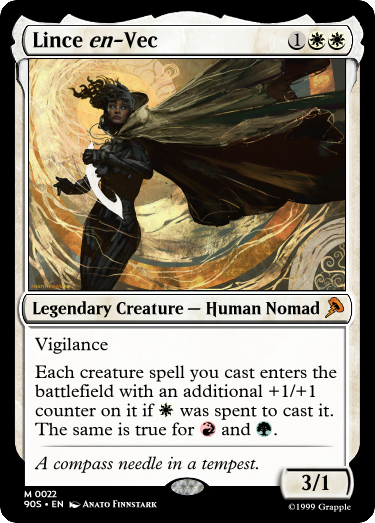 Lince en-Vec 1
Legendary Creature — Human Nomad
Vigilance
Each creature spell you cast enters the
battlefield with an additional +1/+1
counter on it if was spent to cast it.
The same is true for and .
A compass needle in a tempest.
3/1
M 0022
90S • EN Anato Finnstark
©1999 Grapple